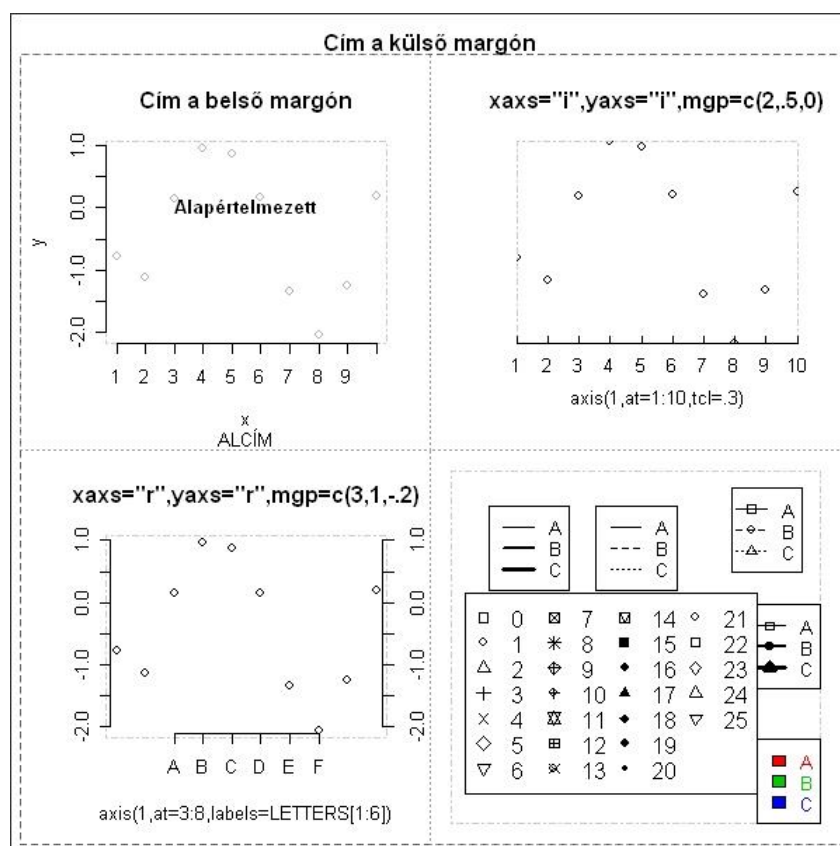 Cím a külső margón
Cím a belső margón
1.0
0.0
-1.0
-2.0
y
Alapértelmezett
1 2 3 4 5 6 7 8 9
x
ALCÍM
xaxs="i",yaxs="i",mgp=c(2,.5,0)
1 2 3 4 5 6 7 8 9 10
axis(1,at=1:10,tcl=.3)
xaxs="r",yaxs="r",mgp=c(3,1,-.2)
1.0
0.0
-1.0
-2.0
1.0
0.0
-1.0
-2.0
A B C D E F
axis(1,at=3:8,labels=LETTERS[1:6])
A
B
C
A
B
C
A
B
C
0 7 14 21
1 8 15 22
2 9 16 23
3 10 17 24
4 11 18 25
5 12 19
6 13 20
A
B
C
A
B
C